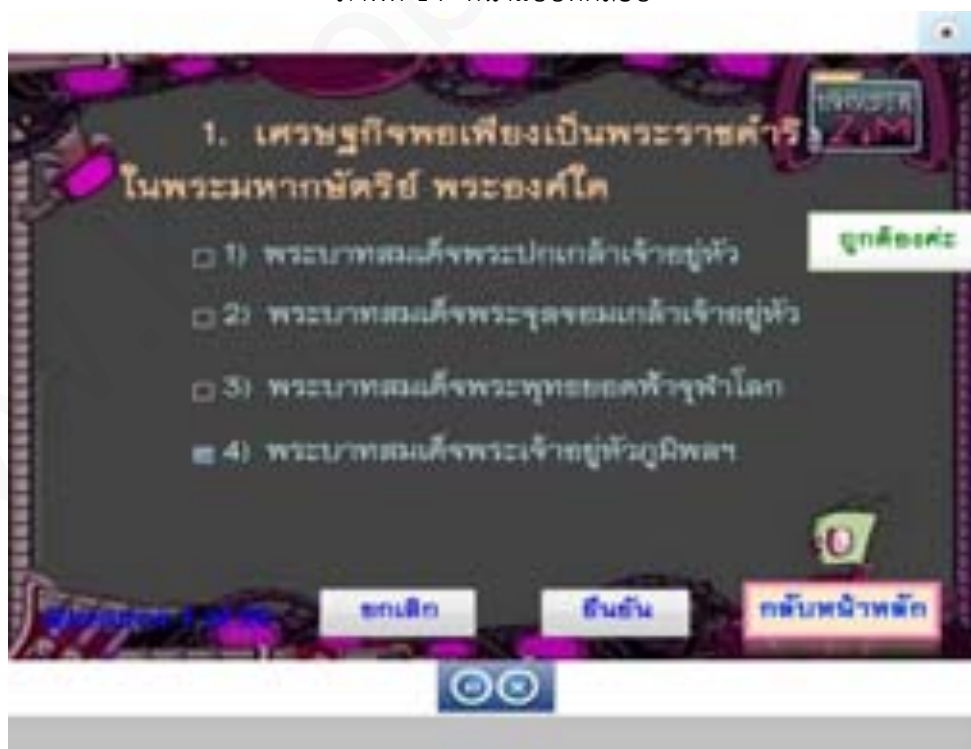 1. เศรษฐกิจพอเพียงเป็นพระราชดำริ
ในพระมหากษัตริย์ พระองค์ใด
1) พระบาทสมเด็จพระปกเกล้าเจ้าอยู่หัว
2) พระบาทสมเด็จพระจุลจอมเกล้าเจ้าอยู่หัว
3) พระบาทสมเด็จพระพุทธยอดฟ้าจุฬาโลก
4) พระบาทสมเด็จพระเจ้าอยู่หัวภูมิพลฯ
ถูกต้องค่ะ
ZIM
ยกเลิก
ยืนยัน
กลับหน้าหลัก